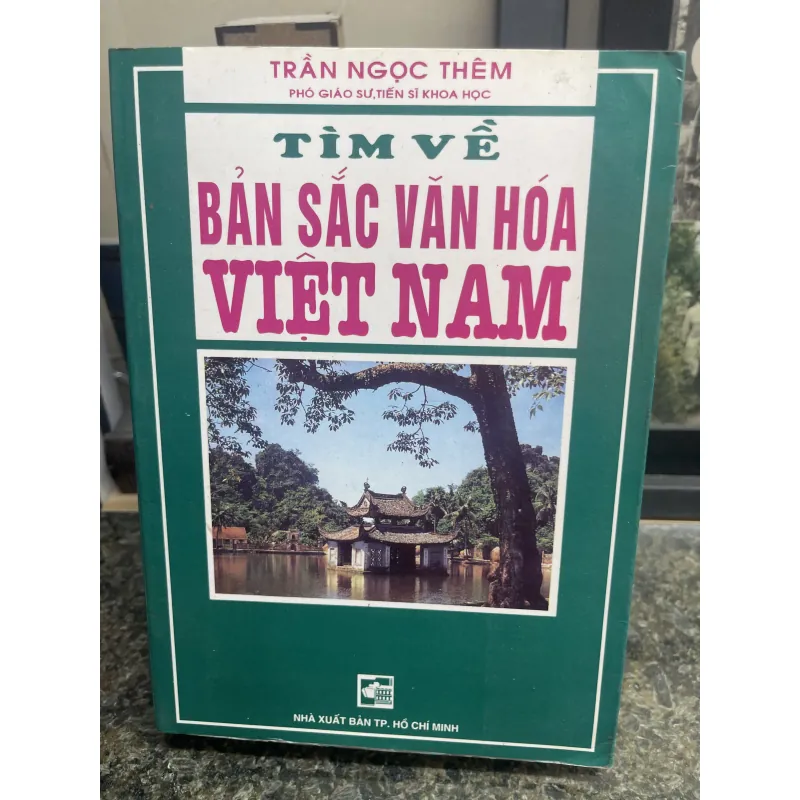 TRẦN NGỌC THÊM
PHÓ GIÁO SƯ,TIẾN SĨ KHOA HỌC
TÌM VỀ
BẢN SẮC VĂN HÓA
VIỆT NAM
NHÀ XUẤT BẢN TP. HỒ CHÍ MINH